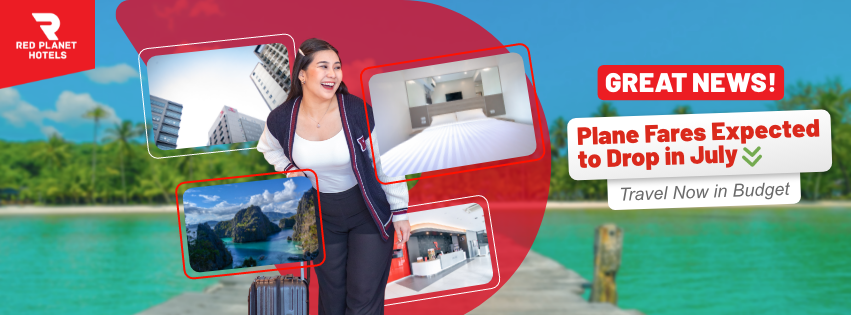 RED PLANET
HOTELS
GREAT NEWS!
Plane Fares Expected
to Drop in July
Travel Now in Budget